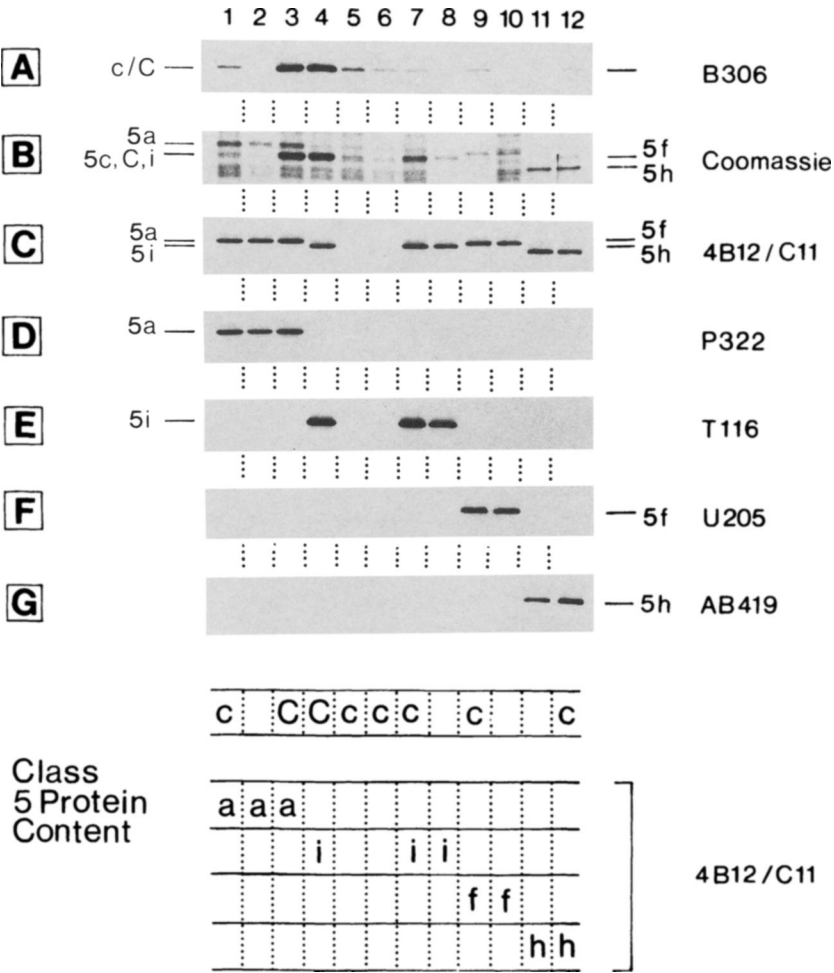 1 2 3 4 5 6 7 8 9 10 11 12
A c/C B306
B 5a 5c,C,i 5f 5h Coomassie
C 5a 5i 5f 5h 4B12/C11
D 5a P322
E 5i T116
F 5f U205
G 5h AB419
c C C c c c c c
Class
5 Protein
Content
a a a
i i i
f f
h h
4B12/C11